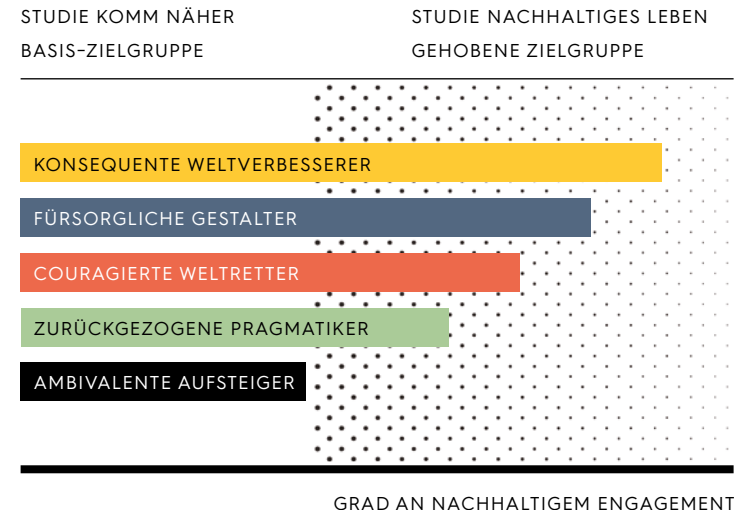 STUDIE KOMM NÄHER
BASIS-ZIELGRUPPE
STUDIE NACHHALTIGES LEBEN
GEHOBENE ZIELGRUPPE
KONSEQUENTE WELTVERBESSERER
FÜRSORGLICHE GESTALTER
COURAGIERTE WELTRETTER
ZURÜCKGEZOGENE PRAGMATIKER
AMBIVALENTE AUFSTEIGER
GRAD AN NACHHALTIGEM ENGAGEMENT